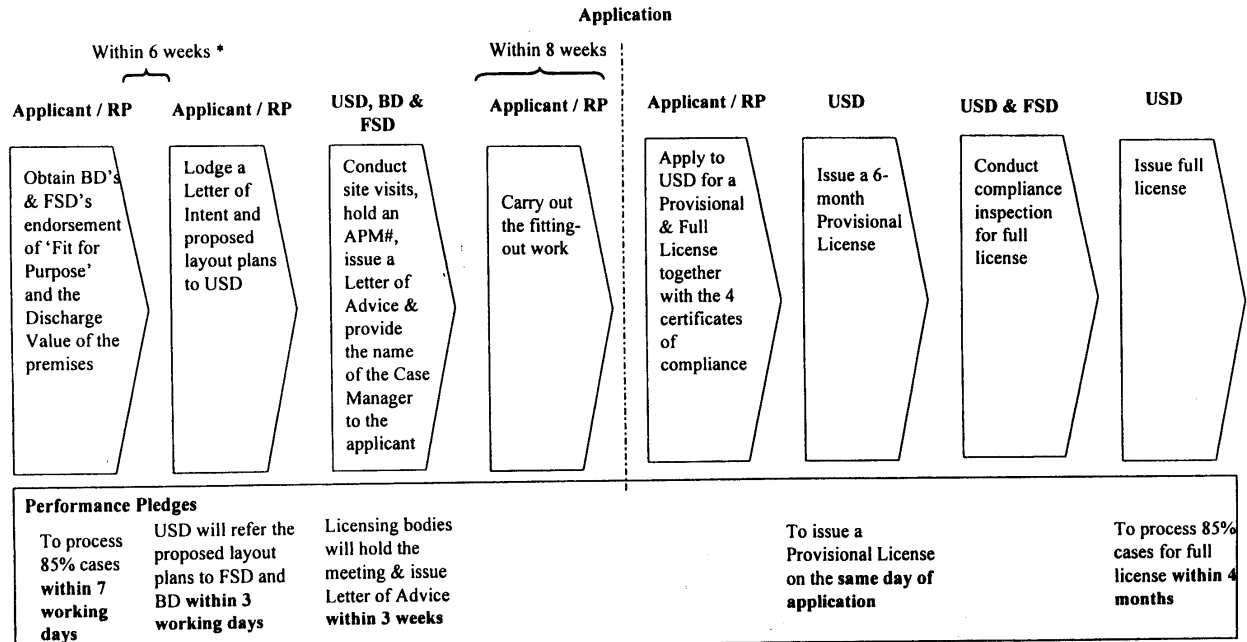 Application
Within 6 weeks *
Within 8 weeks
Applicant / RP
Obtain BD's
& FSD's
endorsement
of ‘Fit for
Purpose’
and the
Discharge
Value of the
premises
Applicant / RP
Lodge a
Letter of
Intent and
proposed
layout plans
to USD
USD, BD &
FSD
Conduct
site visits,
hold an
APM#,
issue a
Letter of
Advice &
provide
the name
of the Case
Manager
to the
applicant
Applicant / RP
Carry out
the fitting-
out work
Applicant / RP
Apply to
USD for a
Provisional
& Full
License
together
with the 4
certificates
of
compliance
USD
Issue a 6-
month
Provisional
License
USD & FSD
Conduct
compliance
inspection
for full
license
USD
Issue full
license
Performance Pledges
To process
85% cases
within 7
working
days
USD will refer the
proposed layout
plans to FSD and
BD within 3
working days
Licensing bodies
will hold the
meeting & issue
Letter of Advice
within 3 weeks
To issue a
Provisional License
on the same day of
application
To process 85%
cases for full
license within 4
months